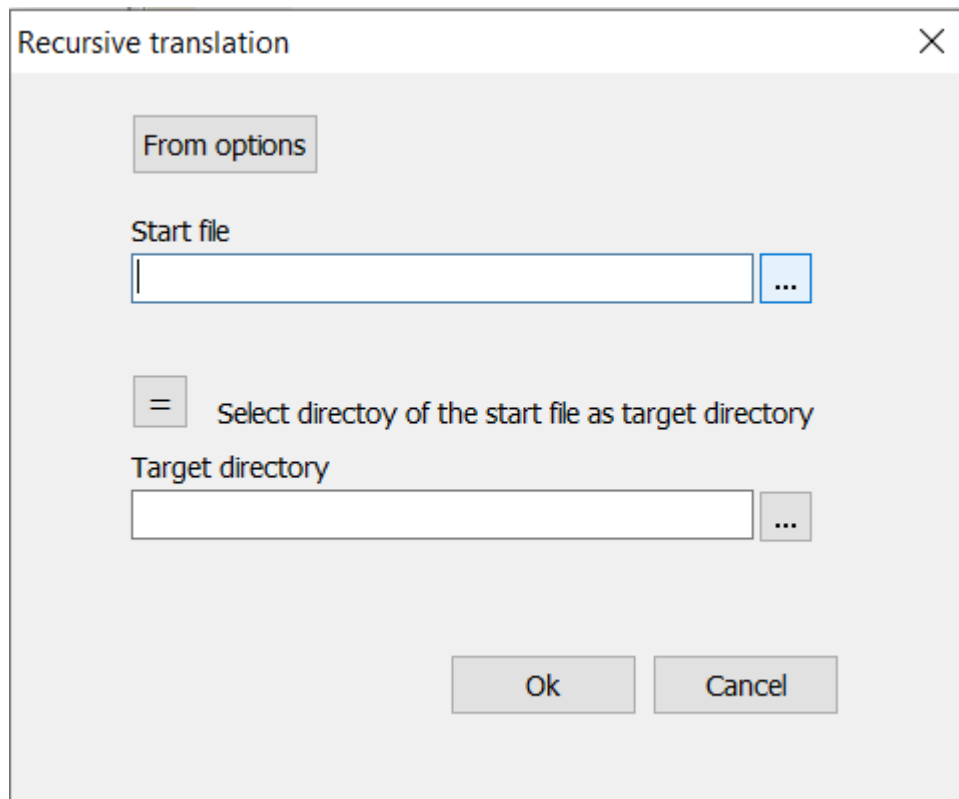 Recursive translation
From options
Start file
...
= Select directoy of the start file as target directory
Target directory
...
Ok Cancel